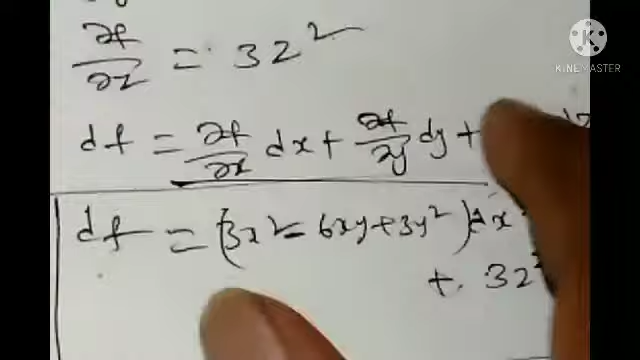 KINEMASTER
∂f/∂z = 3z²
df = ∂f/∂x dx + ∂f/∂y dy +
df = (3x² - 6xy + 3y²) dx
+ 3z²